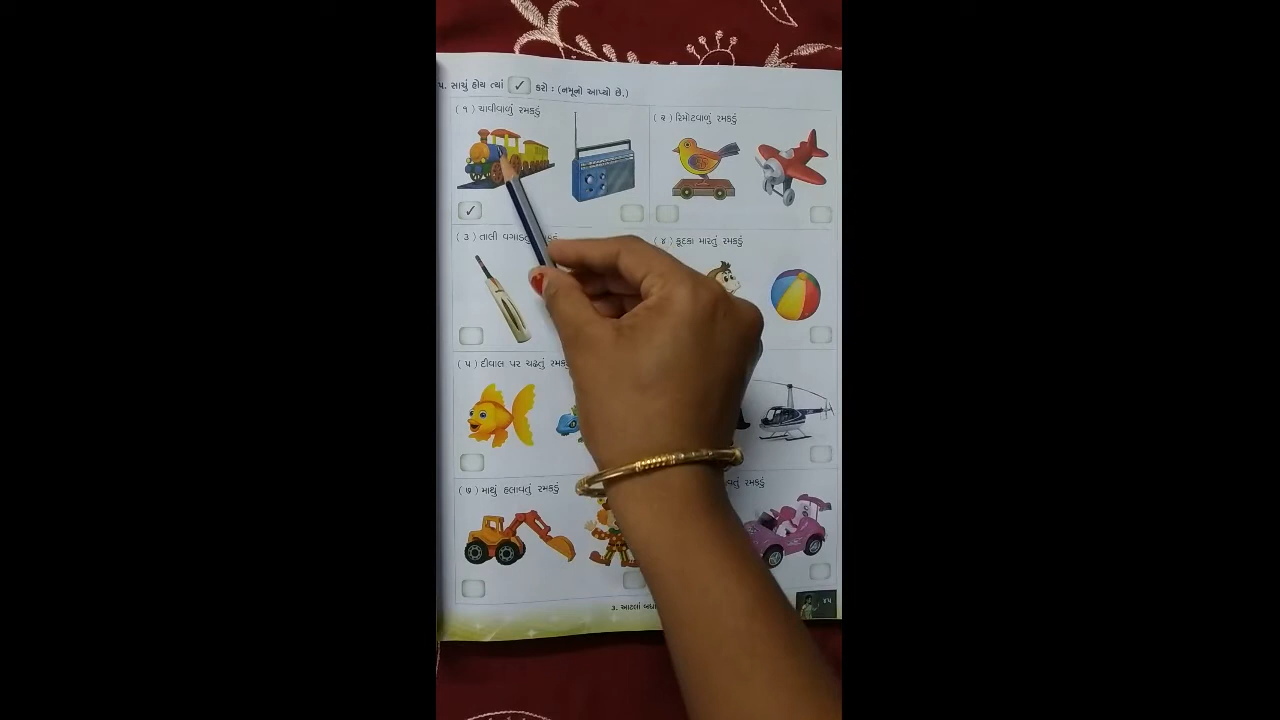 ૫. સાચું હોય ત્યાં ✓ કરો : (નમૂનો આપ્યો છે.)
( ૧ ) ચાવીવાળું રમકડું
( ૨ ) રિમોટવાળું રમકડું
✓
( ૩ ) તાલી વગાડતું
( ૪ ) કૂદકા મારતું રમકડું
( ૫ ) દીવાલ પર ચઢતું રમકડું
( ૭ ) માથું હલાવતું રમકડું
રમકડું
૩. આટલાં બધાં
૪૫